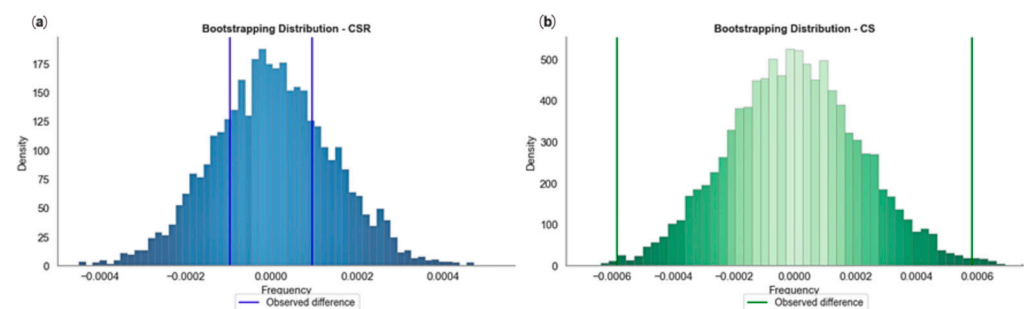 (a)
Bootstrapping Distribution - CSR
175
150
125
100
75
50
25
0
Density
−0.0004
−0.0002
0.0000
0.0002
0.0004
Frequency
Observed difference
(b)
Bootstrapping Distribution - CS
500
400
300
200
100
0
Density
−0.0006
−0.0004
−0.0002
0.0000
0.0002
0.0004
0.0006
Frequency
Observed difference